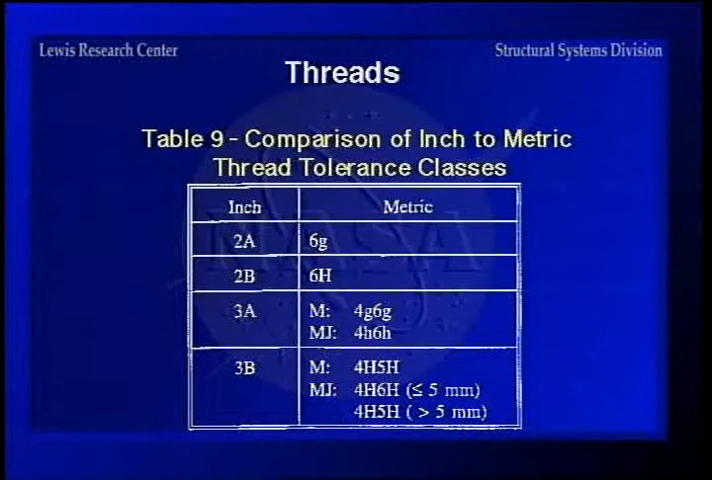 Lewis Research Center
Structural Systems Division
Threads
Table 9 - Comparison of Inch to Metric
Thread Tolerance Classes
Inch Metric
2A 6g
2B 6H
3A M: 4g6g
MJ: 4h6h
3B M: 4H5H
MJ: 4H6H (≤ 5 mm)
4H5H ( > 5 mm)
NASA